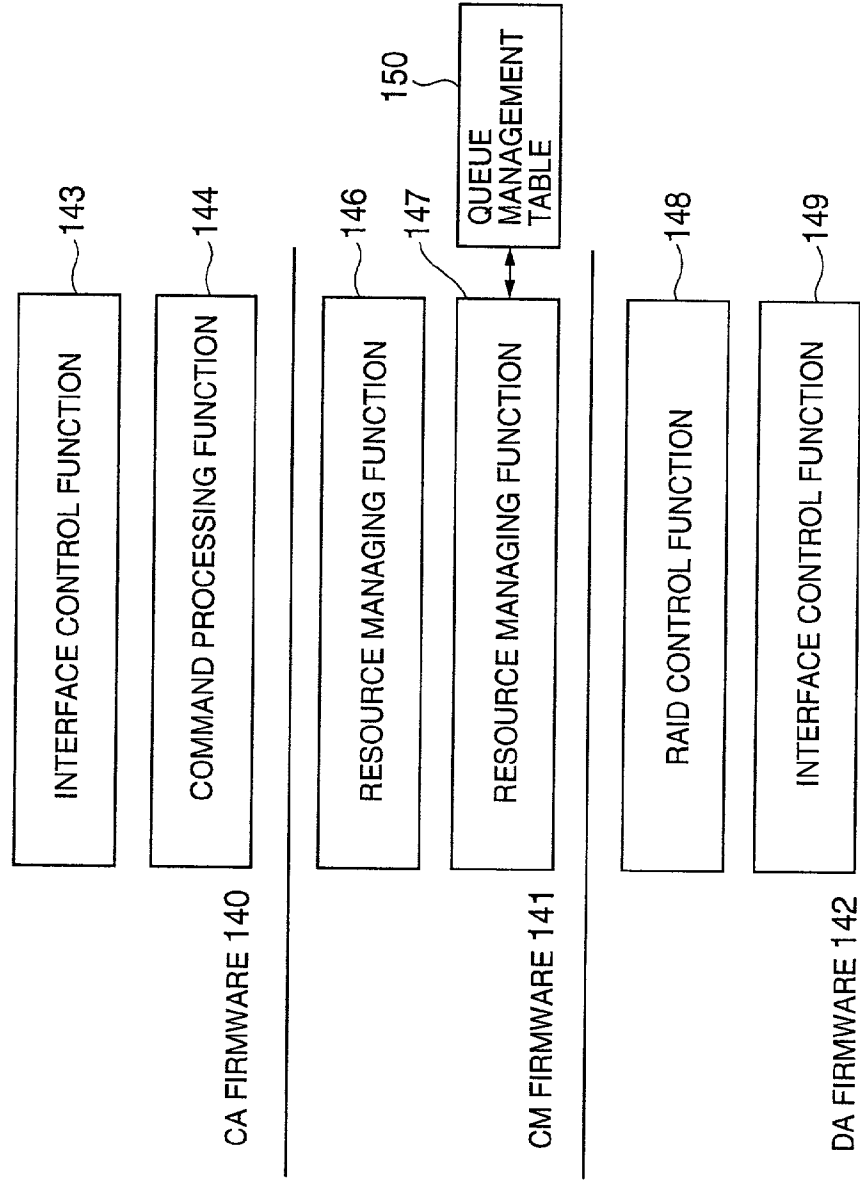 INTERFACE CONTROL FUNCTION
143
COMMAND PROCESSING FUNCTION
144
CA FIRMWARE 140
RESOURCE MANAGING FUNCTION
146
RESOURCE MANAGING FUNCTION
147
QUEUE
MANAGEMENT
TABLE
150
CM FIRMWARE 141
RAID CONTROL FUNCTION
148
INTERFACE CONTROL FUNCTION
149
DA FIRMWARE 142